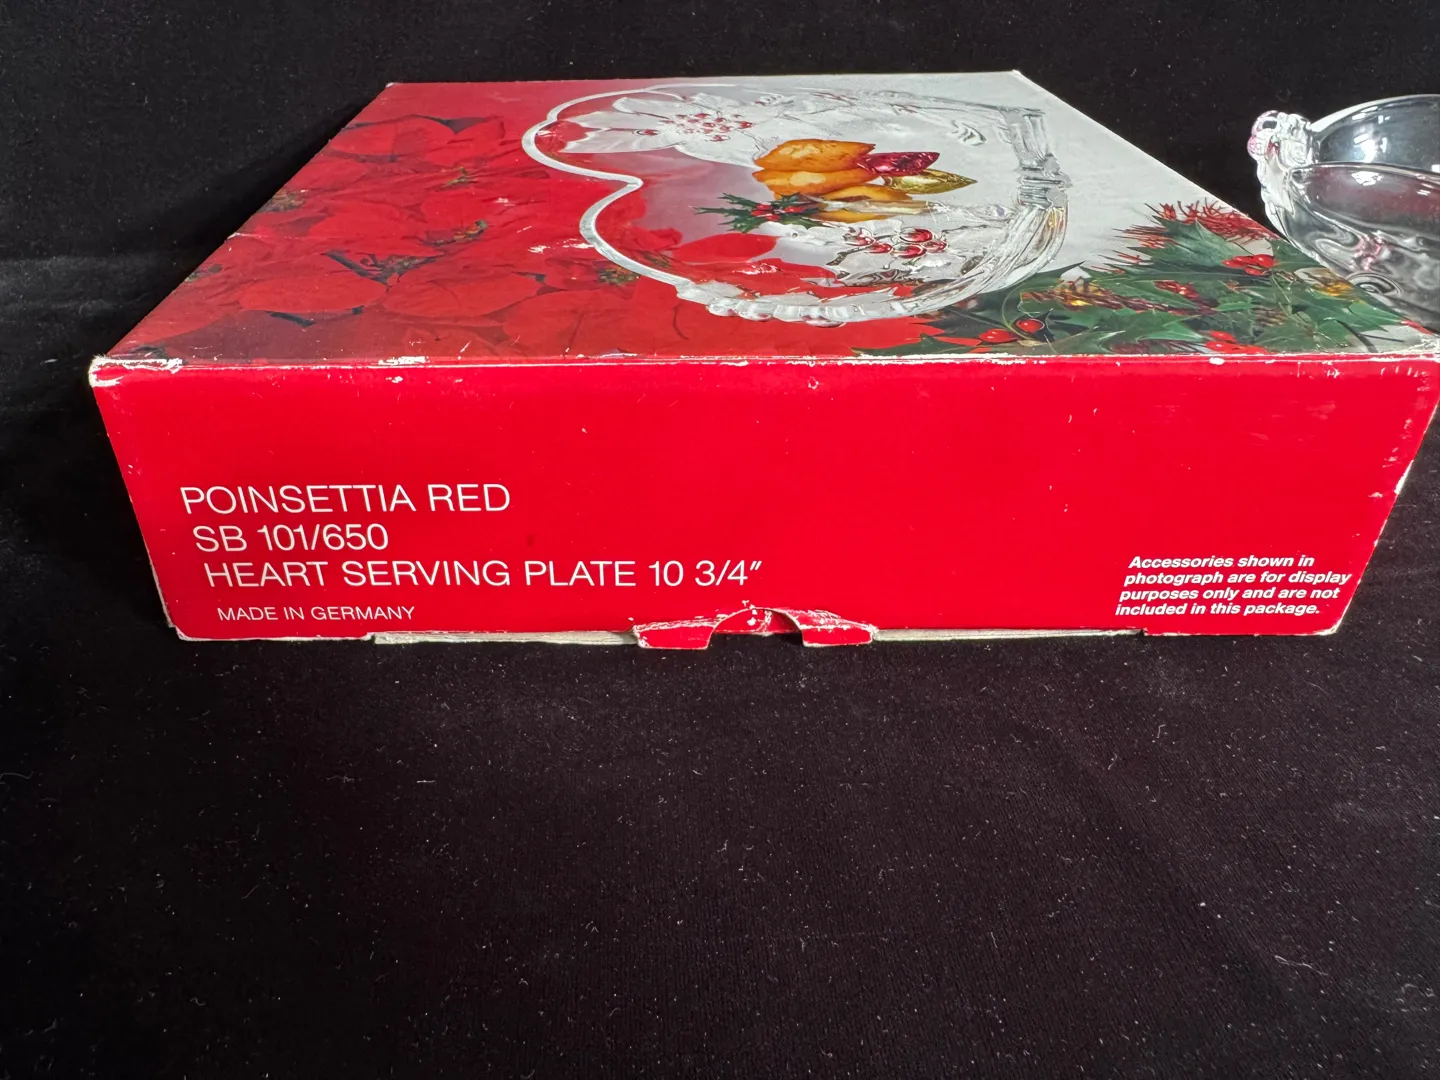 POINSETTIA RED
SB 101/650
HEART SERVING PLATE 10 3/4″
MADE IN GERMANY
Accessories shown in
photograph are for display
purposes only and are not
included in this package.